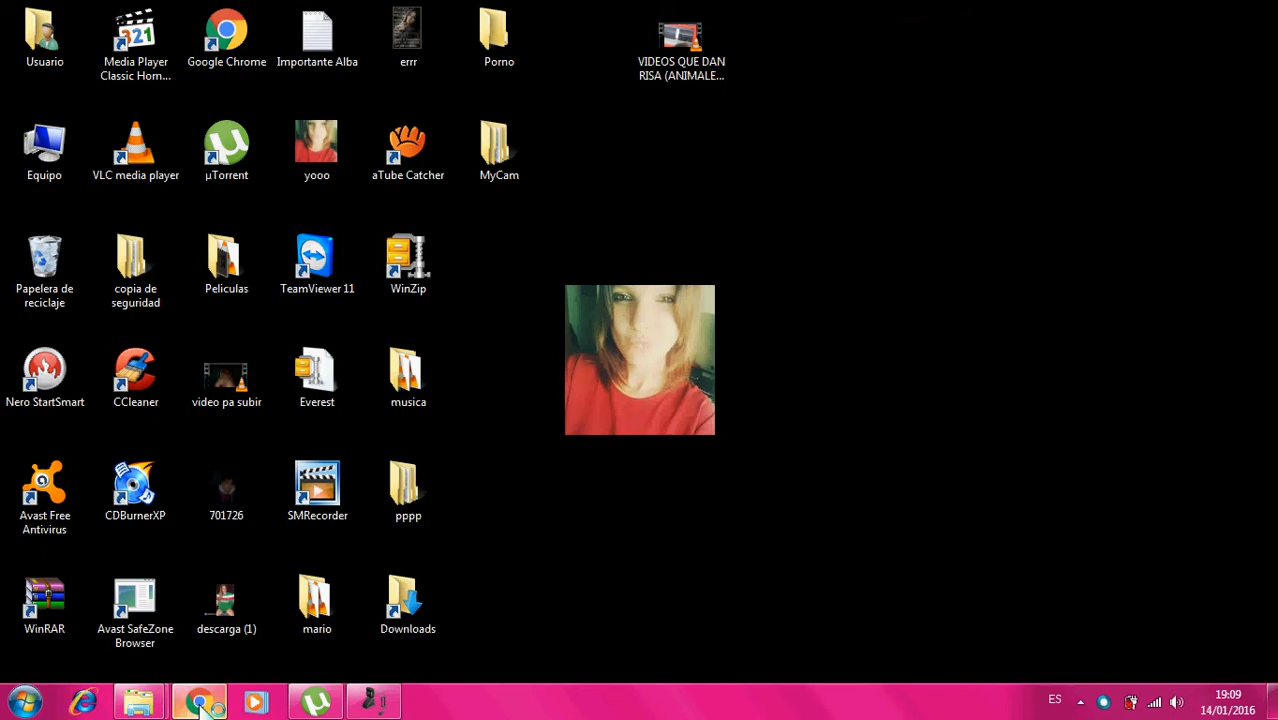 Usuario
Media Player
Classic Horn...
Google Chrome
Importante Alba
errr
Porno
VIDEOS QUE DAN
RISA (ANIMALE...
Equipo
VLC media player
µTorrent
yooo
aTube Catcher
MyCam
Papelera de
reciclaje
copia de
seguridad
Peliculas
TeamViewer 11
WinZip
Nero StartSmart
CCleaner
video pa subir
Everest
musica
Avast Free
Antivirus
CDBurnerXP
701726
SMRecorder
pppp
WinRAR
Avast SafeZone
Browser
descarga (1)
mario
Downloads
ES
19:09
14/01/2016